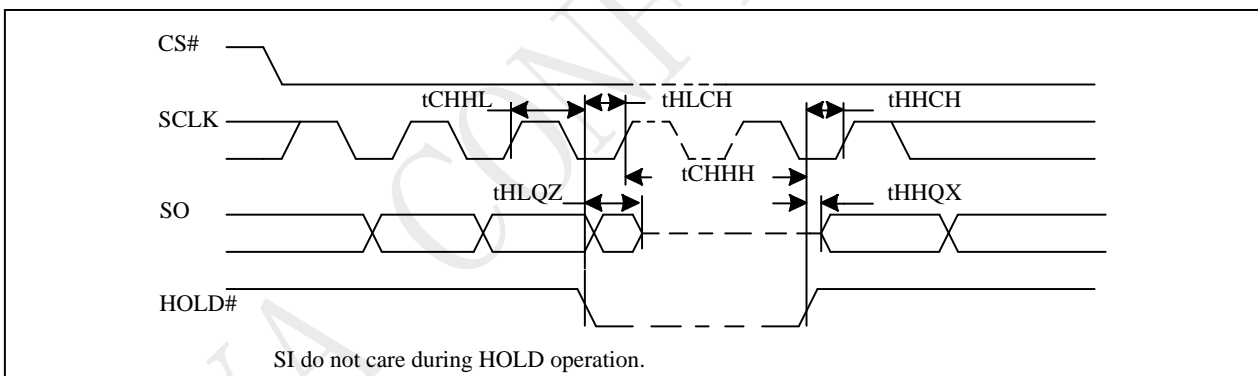 CS#
tCHHL
tHLCH
tHHCH
SCLK
tCHHH
tHLQZ
tHHQX
SO
HOLD#
SI do not care during HOLD operation.